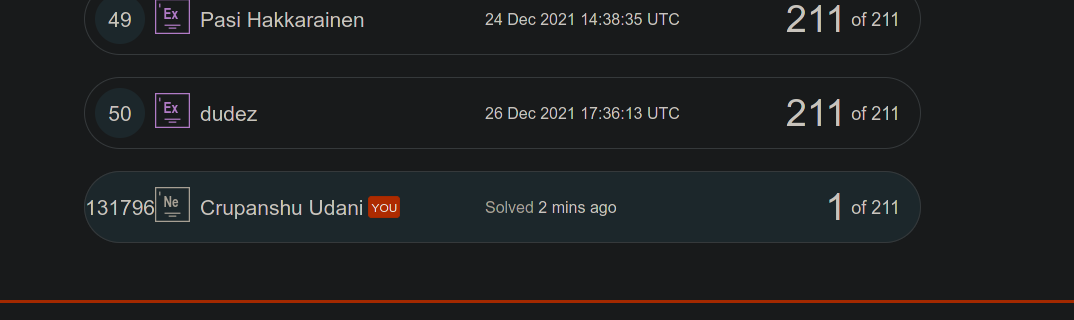 49 Ex Pasi Hakkarainen 24 Dec 2021 14:38:35 UTC 211 of 211
50 Ex dudez 26 Dec 2021 17:36:13 UTC 211 of 211
131796 Ne Crupanshu Udani YOU Solved 2 mins ago 1 of 211